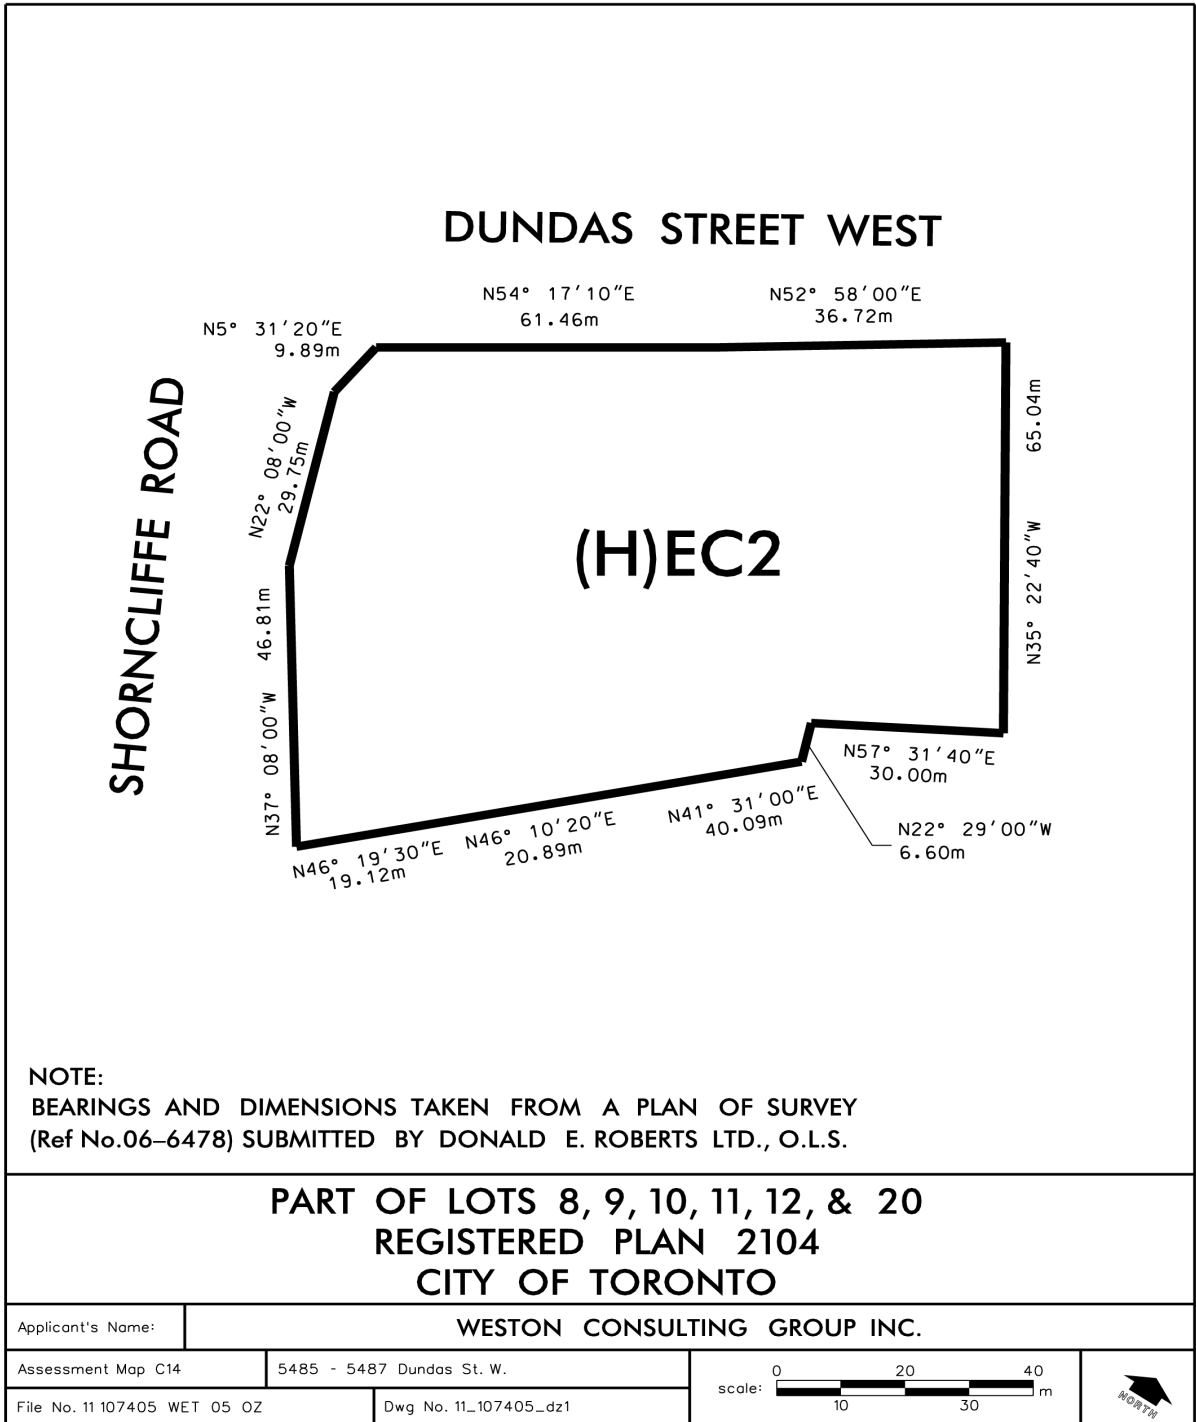 DUNDAS STREET WEST
N54° 17'10"E
61.46m
N52° 58'00"E
36.72m
N5° 31'20"E
9.89m
N22° 08'00"W
29.75m
SHORNCLIFFE ROAD
46.81m
N37° 08'00"W
(H)EC2
65.04m
N35° 22'40"W
N57° 31'40"E
30.00m
N22° 29'00"W
6.60m
N41° 31'00"E
40.09m
N46° 10'20"E
20.89m
N46° 19'30"E
19.12m
NOTE:
BEARINGS AND DIMENSIONS TAKEN FROM A PLAN OF SURVEY
(Ref No.06–6478) SUBMITTED BY DONALD E. ROBERTS LTD., O.L.S.
PART OF LOTS 8, 9, 10, 11, 12, & 20
REGISTERED PLAN 2104
CITY OF TORONTO
Applicant's Name:
WESTON CONSULTING GROUP INC.
Assessment Map C14
5485 - 5487 Dundas St. W.
File No. 11 107405 WET 05 OZ
Dwg No. 11_107405_dz1
0 20 40
scale: m
10 30
NORTH